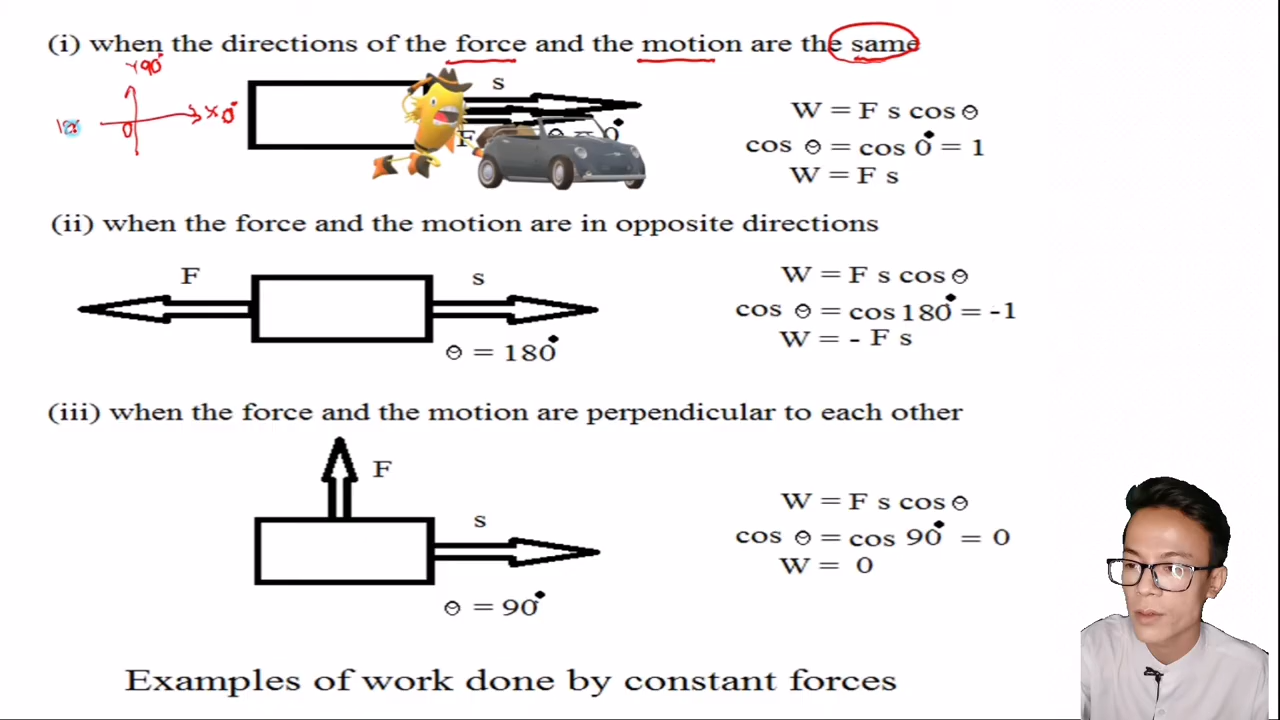 (i) when the directions of the force and the motion are the same
Y 90°
X 0°
0
18
s
F
θ = 0°
W = F s cos θ
cos θ = cos 0° = 1
W = F s
(ii) when the force and the motion are in opposite directions
F
s
θ = 180°
W = F s cos θ
cos θ = cos 180° = -1
W = - F s
(iii) when the force and the motion are perpendicular to each other
F
s
θ = 90°
W = F s cos θ
cos θ = cos 90° = 0
W = 0
Examples of work done by constant forces